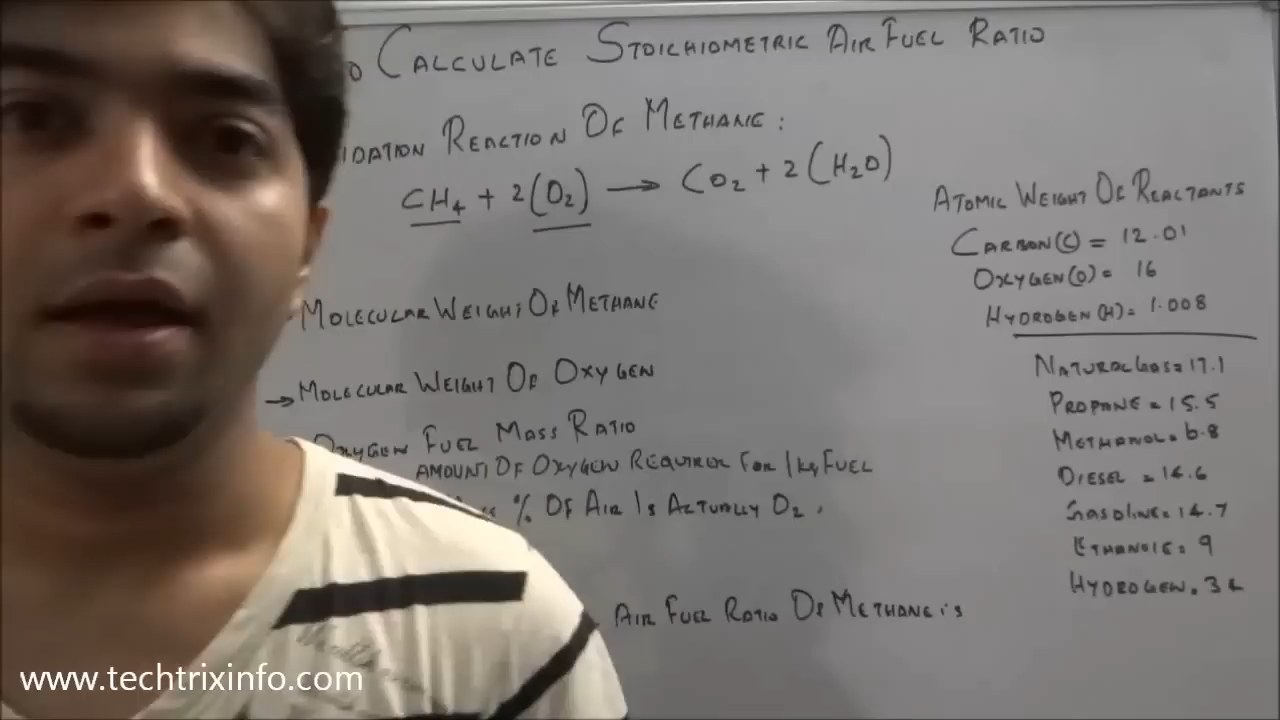 O CALCULATE STOICHIOMETRIC AIR FUEL RATIO
IDATION REACTION OF METHANE :
CH4 + 2(O2) → CO2 + 2(H2O)
MOLECULAR WEIGHT OF METHANE
→ MOLECULAR WEIGHT OF OXYGEN
OXYGEN FUEL MASS RATIO
AMOUNT OF OXYGEN REQUIRED FOR 1kg FUEL
% OF AIR IS ACTUALLY O2 .
AIR FUEL RATIO OF METHANE is
ATOMIC WEIGHT OF REACTANTS
CARBON(C) = 12.01
OXYGEN(O) = 16
HYDROGEN(H) = 1.008
NATURAL GAS = 17.1
PROPANE = 15.5
METHANOL = 6.8
DIESEL = 14.6
GASOLINE = 14.7
= 9
HYDROGEN =
www.techtrixinfo.com